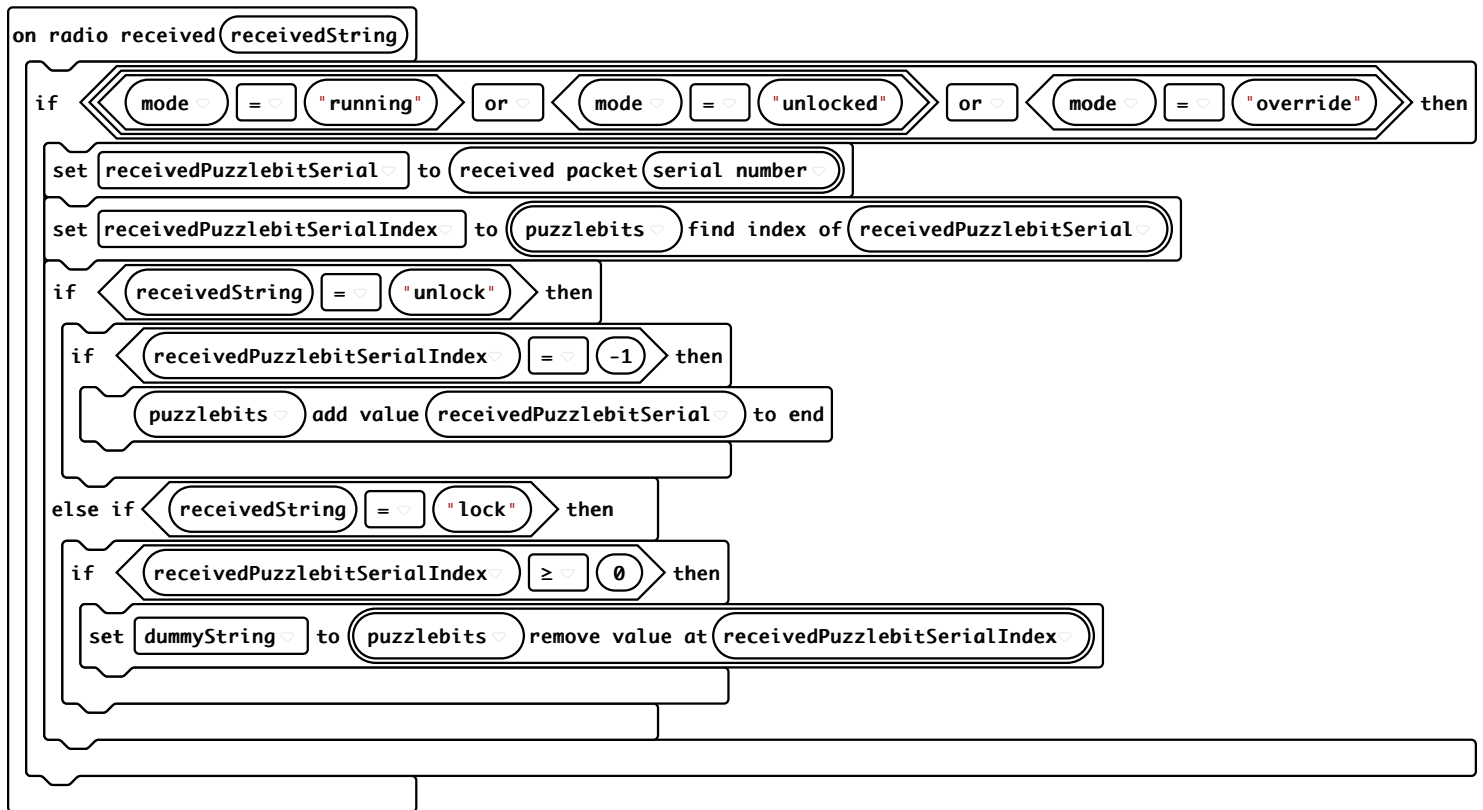 on radio received receivedString
if mode = "running" or mode = "unlocked" or mode = "override" then
set receivedPuzzlebitSerial to received packet serial number
set receivedPuzzlebitSerialIndex to puzzlebits find index of receivedPuzzlebitSerial
if receivedString = "unlock" then
if receivedPuzzlebitSerialIndex = -1 then
puzzlebits add value receivedPuzzlebitSerial to end
else if receivedString = "lock" then
if receivedPuzzlebitSerialIndex ≥ 0 then
set dummyString to puzzlebits remove value at receivedPuzzlebitSerialIndex